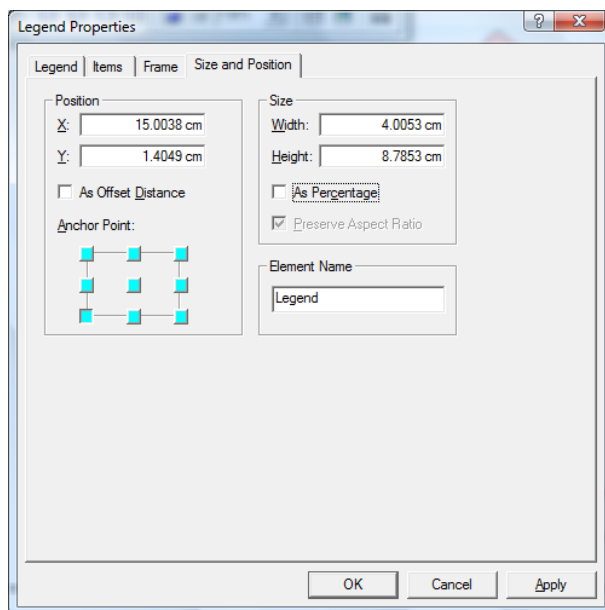 Legend Properties
Legend Items Frame Size and Position
Position
X: 15.0038 cm
Y: 1.4049 cm
As Offset Distance
Anchor Point:
Size
Width: 4.0053 cm
Height: 8.7853 cm
As Percentage
Preserve Aspect Ratio
Element Name
Legend
OK Cancel Apply